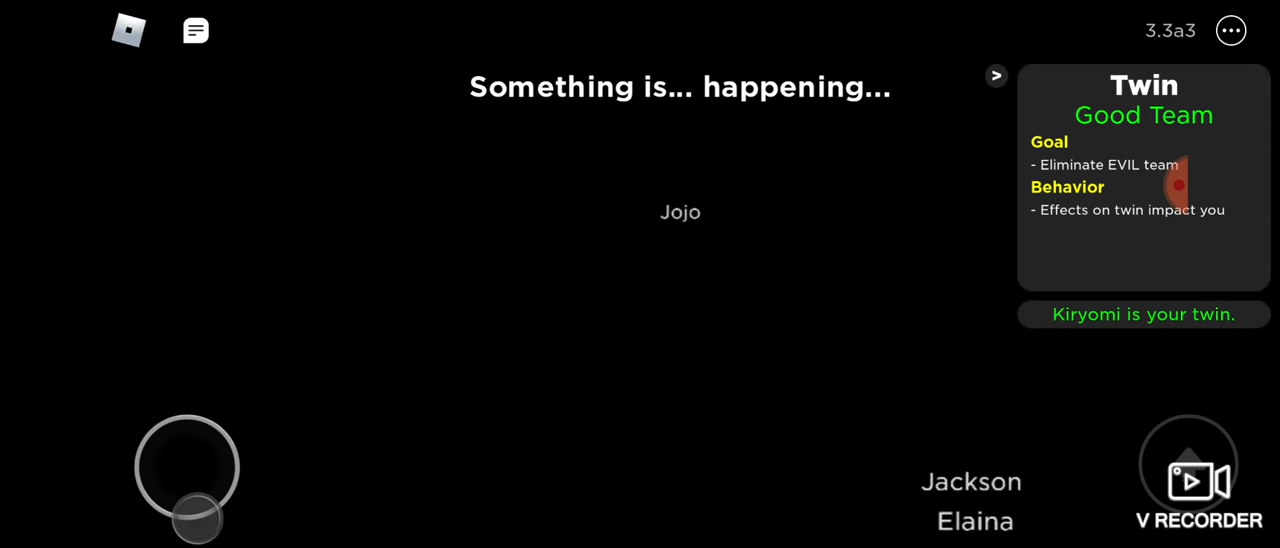 3.3a3
Something is... happening...
>
Twin
Good Team
Goal
- Eliminate EVIL team
Behavior
- Effects on twin impact you
Jojo
Kiryomi is your twin.
Jackson
Elaina
V RECORDER